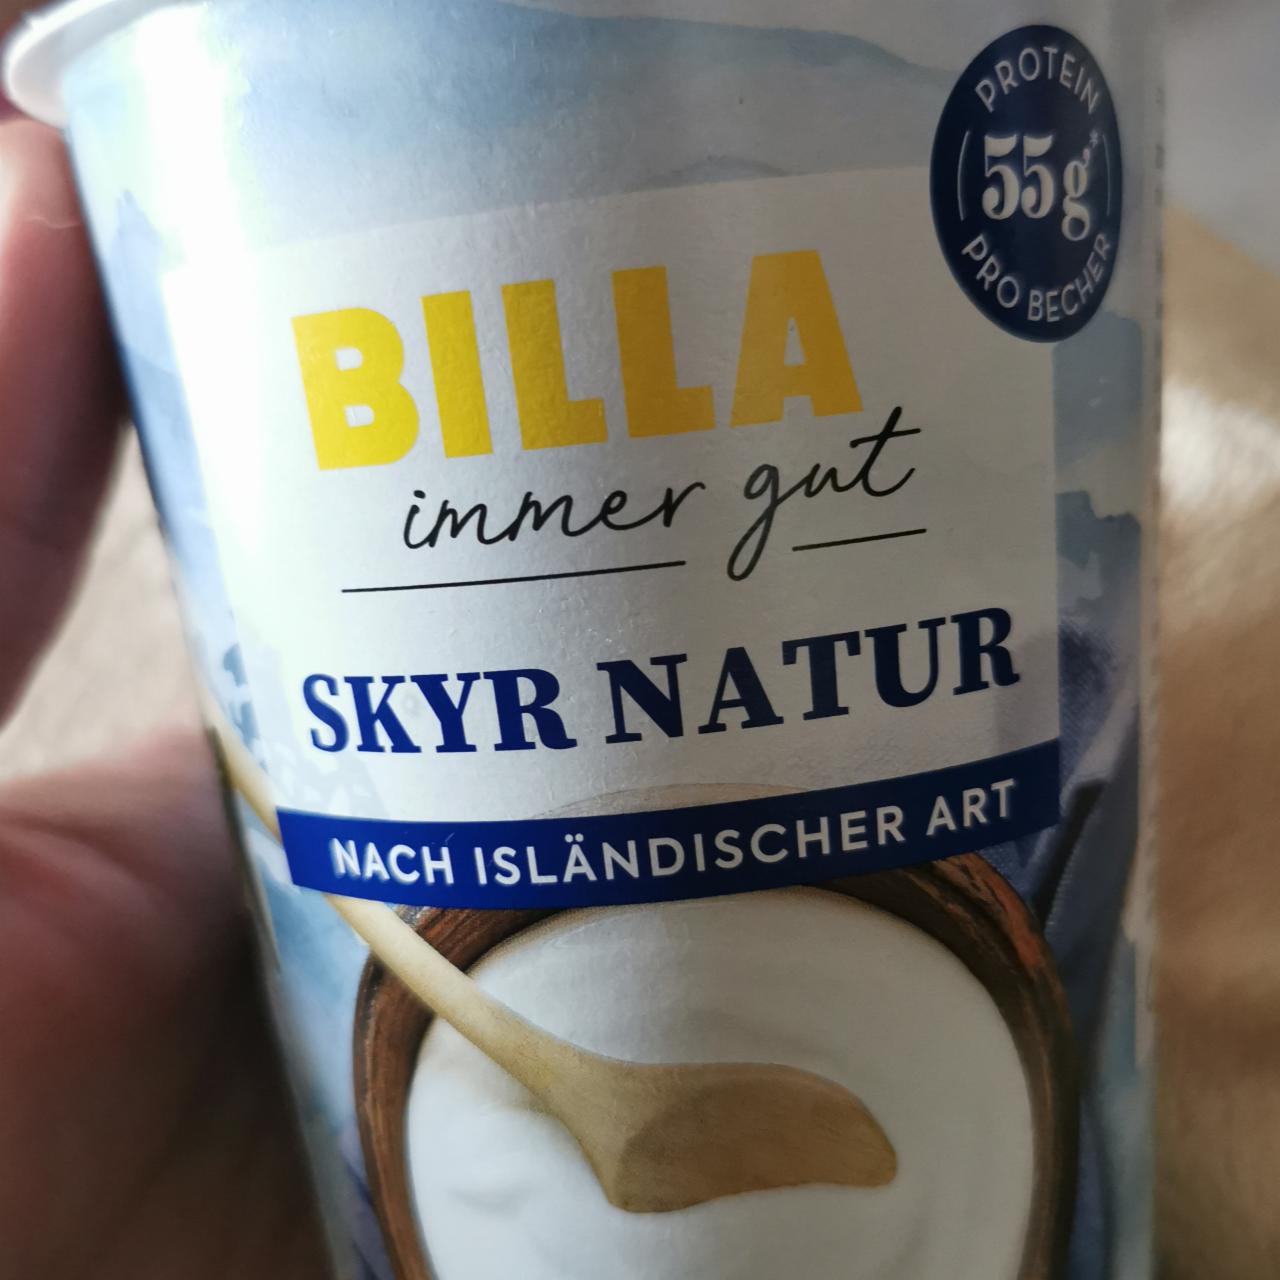 PROTEIN
55g**
PRO BECHER
BILLA
immer gut
SKYR NATUR
NACH ISLÄNDISCHER ART